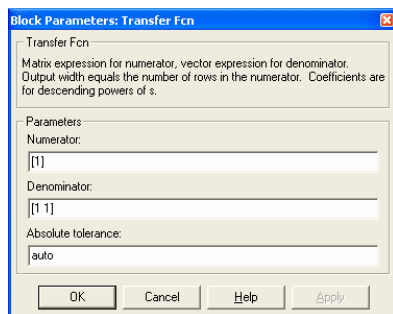 Block Parameters: Transfer Fcn
Transfer Fcn
Matrix expression for numerator, vector expression for denominator.
Output width equals the number of rows in the numerator. Coefficients are
for descending powers of s.
Parameters
Numerator:
[1]
Denominator:
[1 1]
Absolute tolerance:
auto
OK Cancel Help Apply